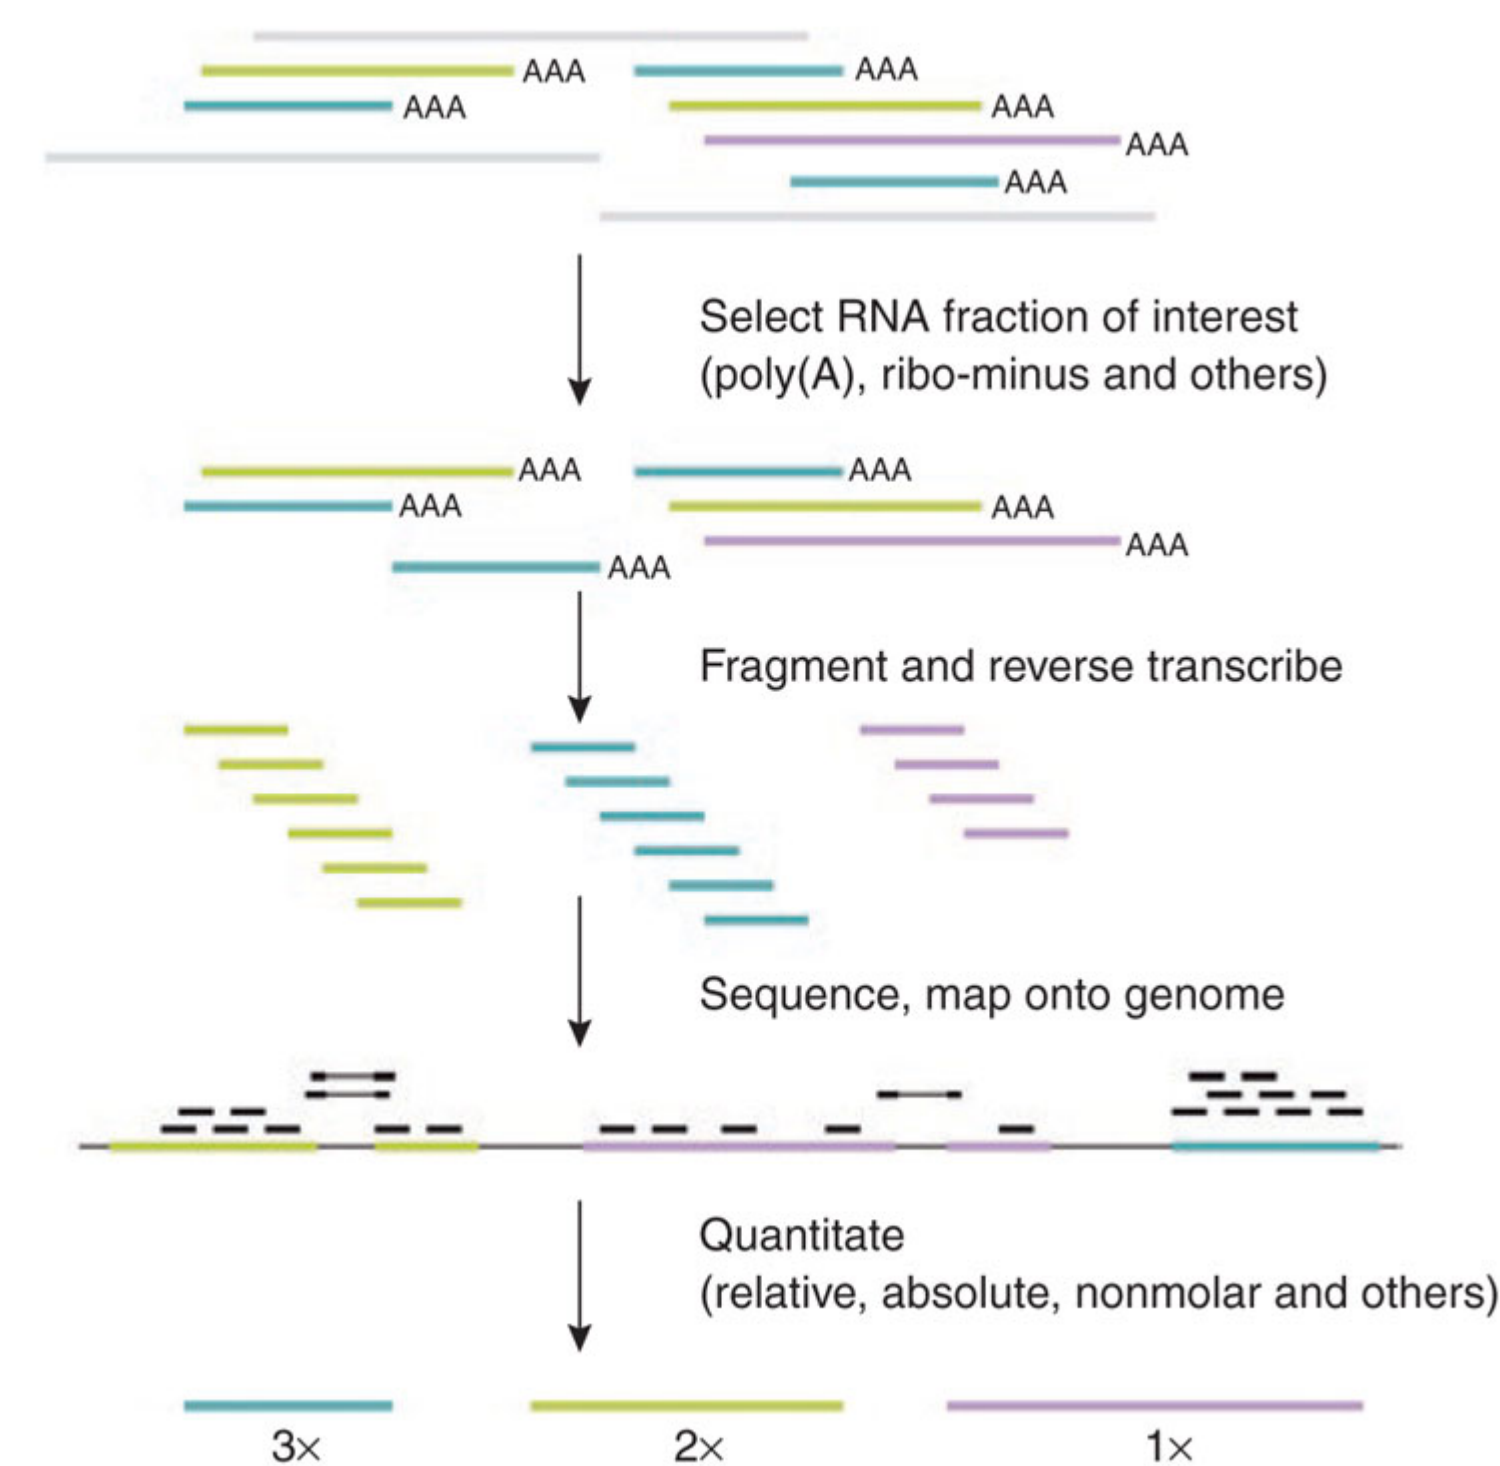 AAA
AAA
AAA
AAA
AAA
AAA
Select RNA fraction of interest
(poly(A), ribo-minus and others)
AAA
AAA
AAA
AAA
AAA
AAA
Fragment and reverse transcribe
Sequence, map onto genome
Quantitate
(relative, absolute, nonmolar and others)
3×
2×
1×